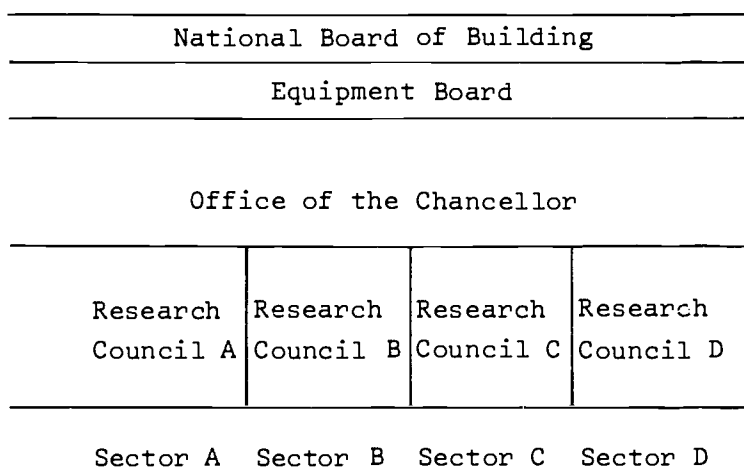 National Board of Building
Equipment Board
Office of the Chancellor
Research Research Research Research
Council A Council B Council C Council D
Sector A Sector B Sector C Sector D